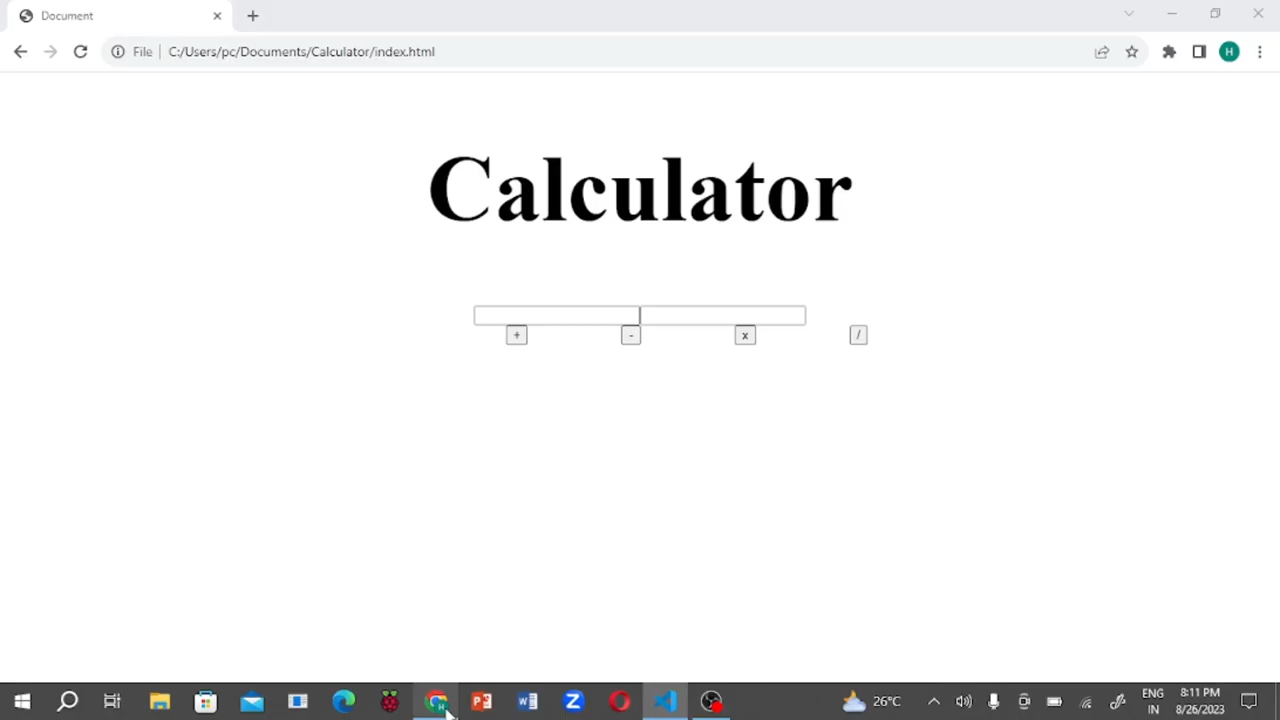 Document
File C:/Users/pc/Documents/Calculator/index.html
H
Calculator
+ - x /
26°C
ENG
IN
8:11 PM
8/26/2023